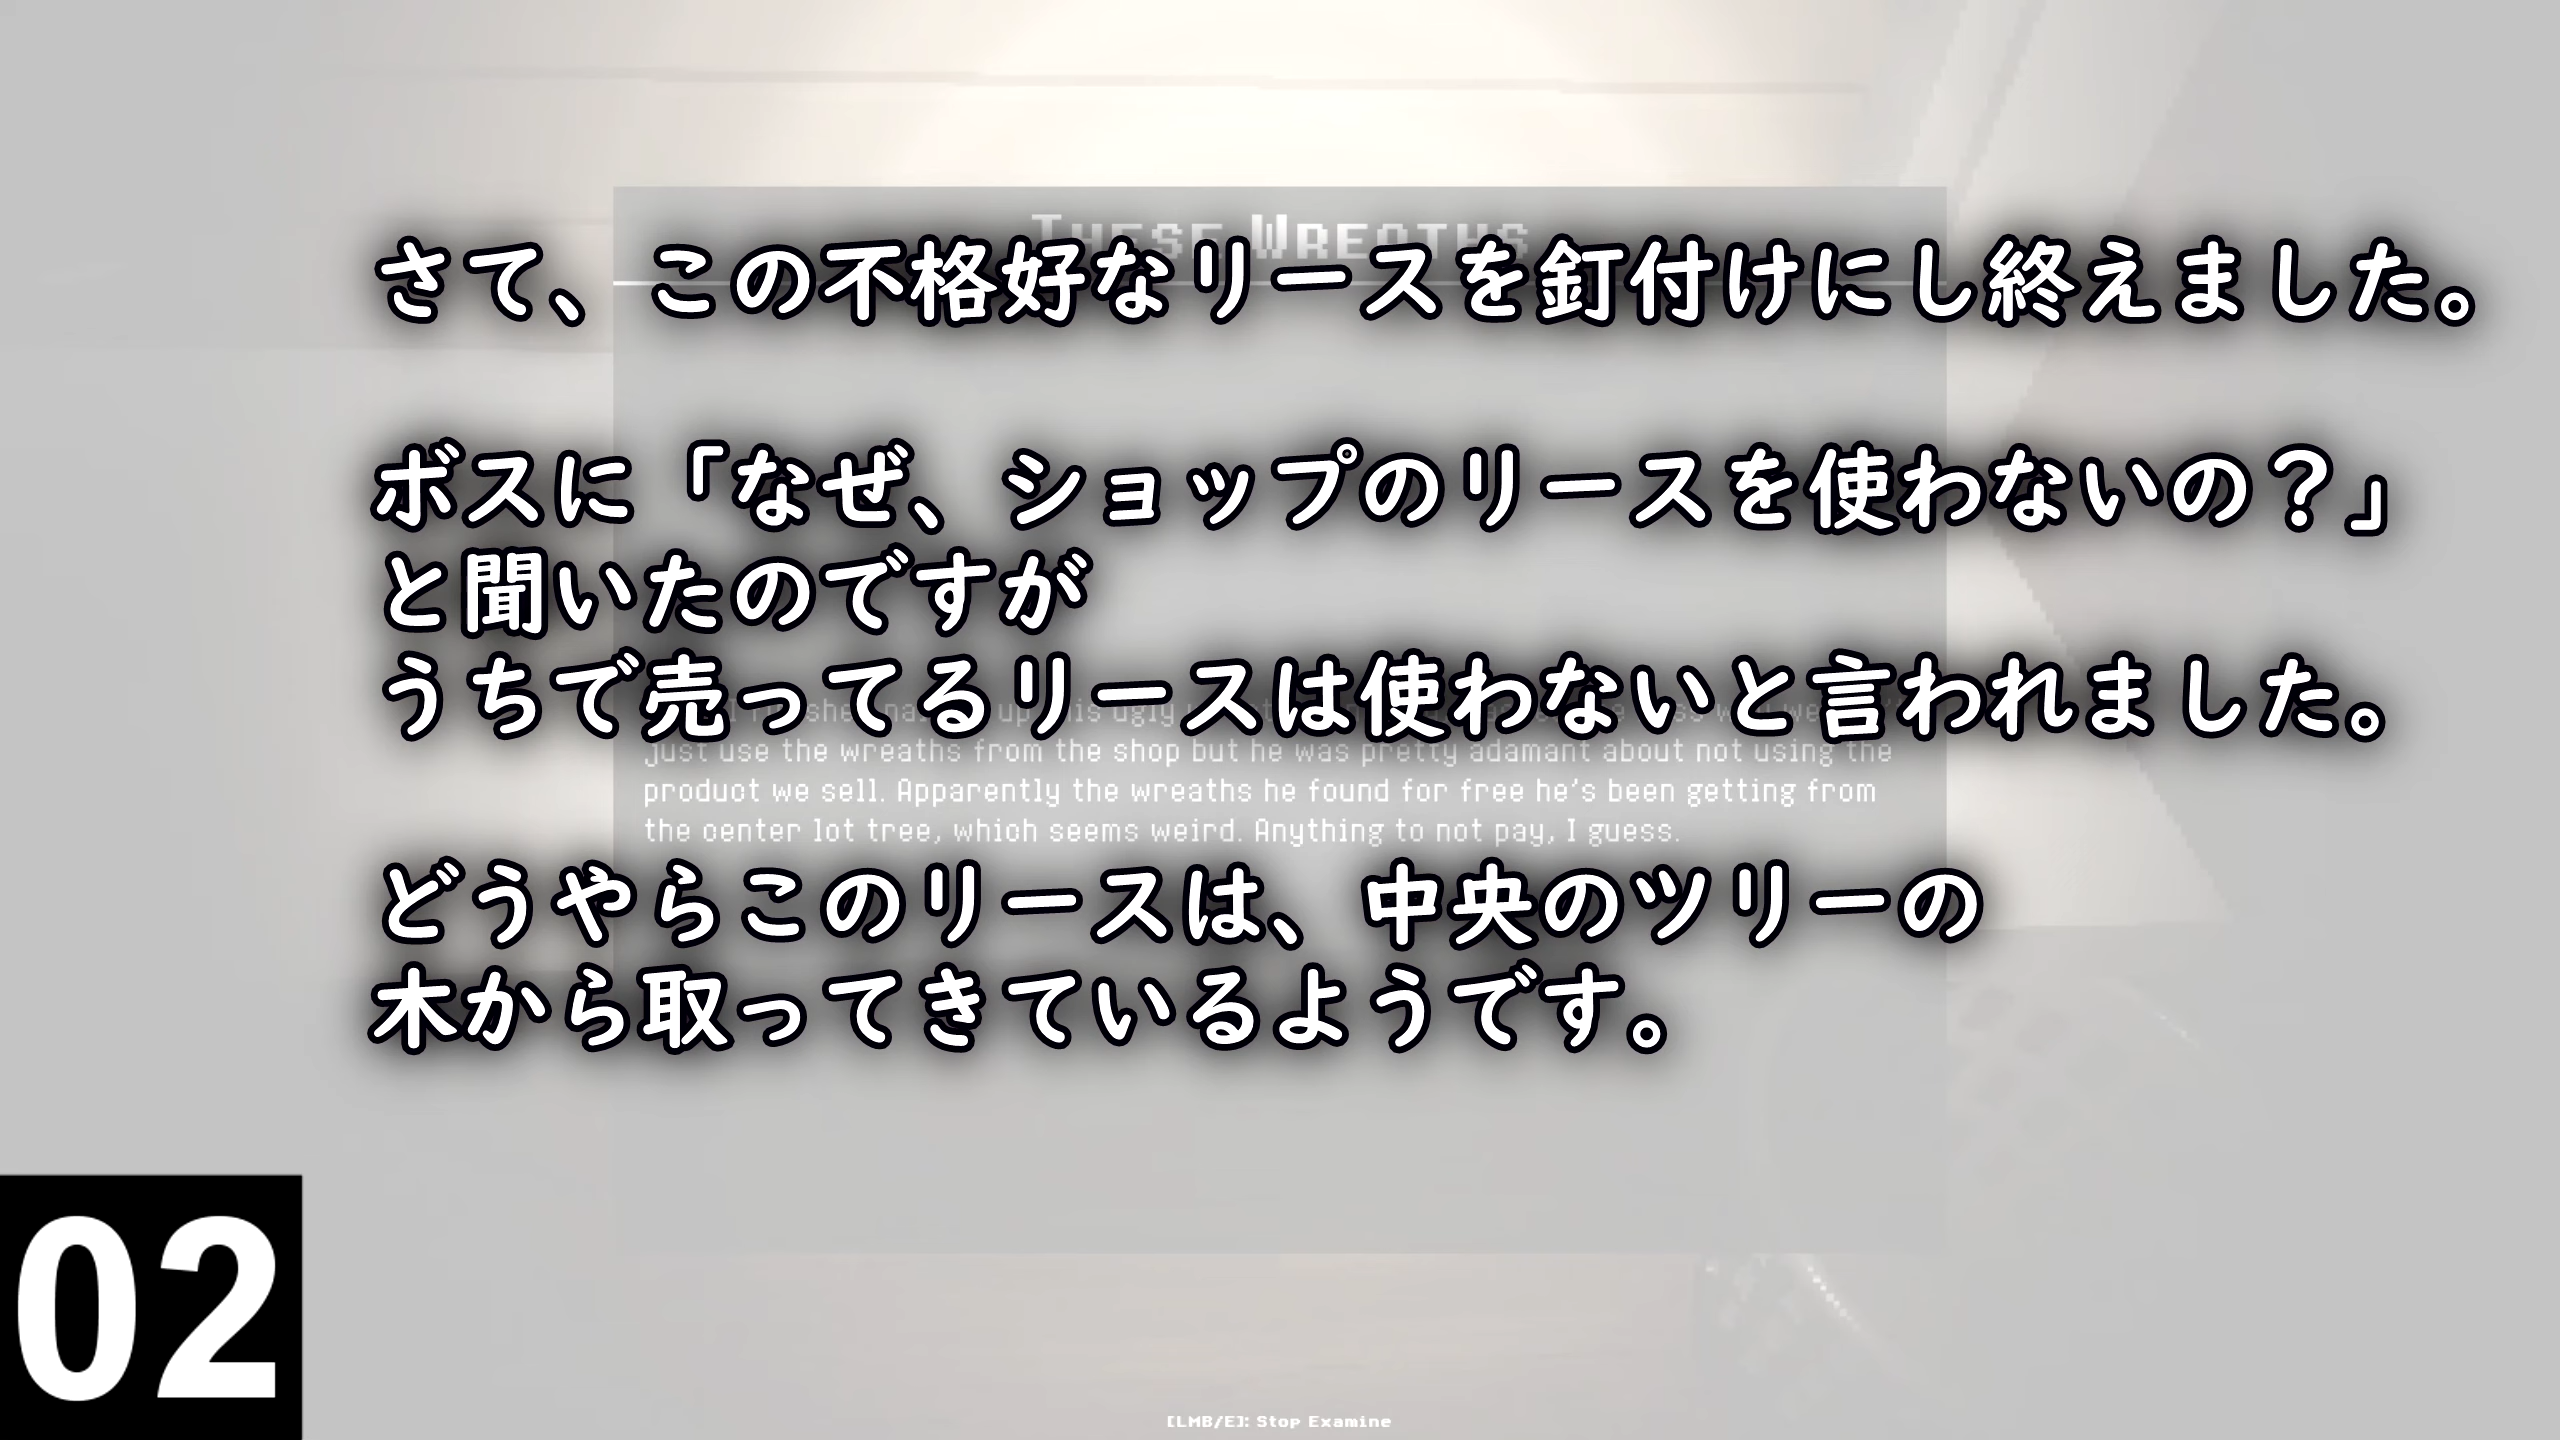 These Wreaths
さて、この不格好なリースを釘付けにし終えました。
ボスに「なぜ、ショップのリースを使わないの？」
と聞いたのですが
うちで売ってるリースは使わないと言われました。
just use the wreaths from the shop but he was pretty adamant about not using the
product we sell. Apparently the wreaths he found for free he's been getting from
the center lot tree, which seems weird. Anything to not pay, I guess.
どうやらこのリースは、中央のツリーの
木から取ってきているようです。
02
[LMB/E]: Stop Examine